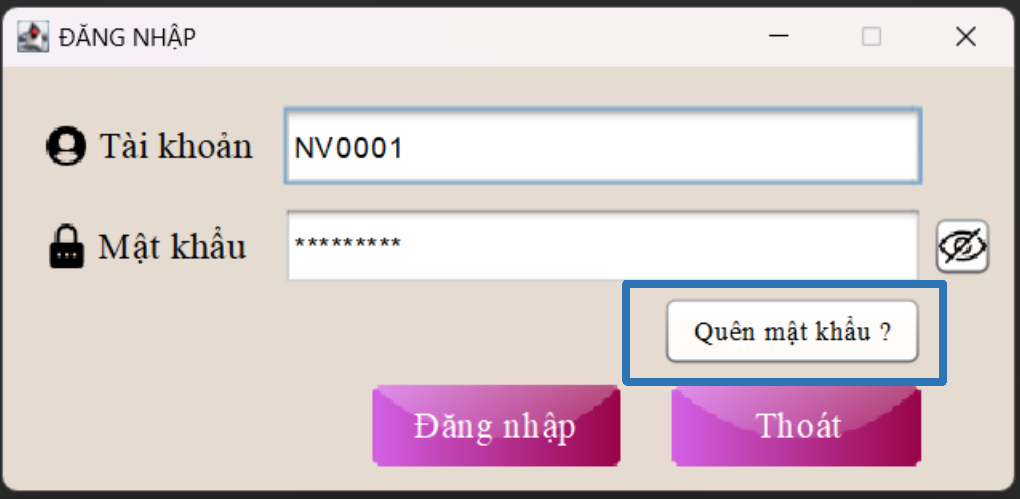 ĐĂNG NHẬP
Tài khoản
NV0001
Mật khẩu
*********
Quên mật khẩu ?
Đăng nhập
Thoát